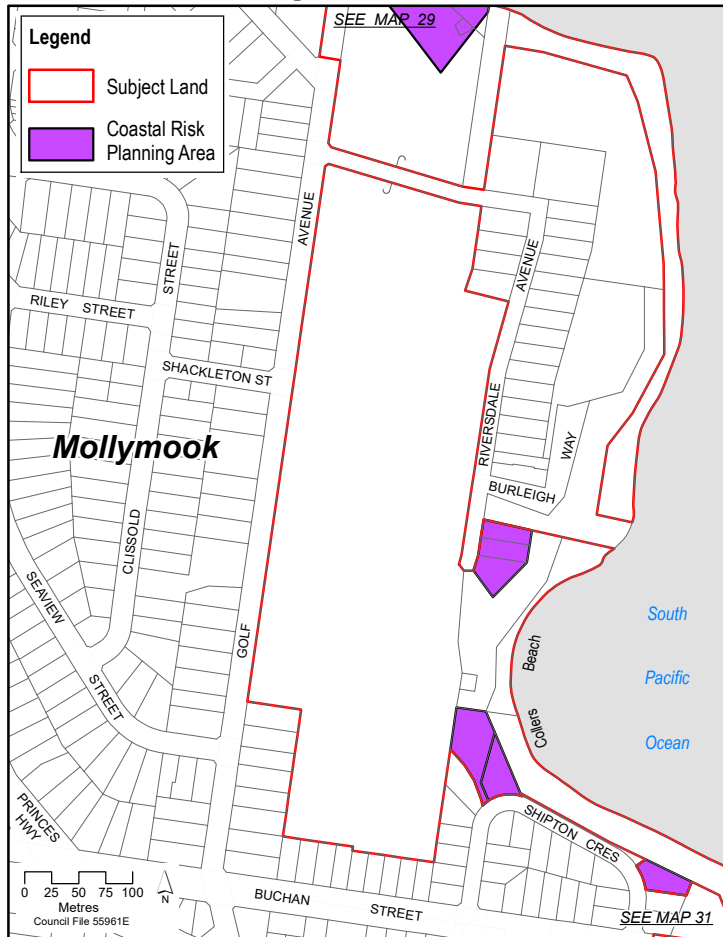 SEE MAP 29
Legend
Subject Land
Coastal Risk
Planning Area
AVENUE
AVENUE
STREET
RILEY STREET
SHACKLETON ST
Mollymook
RIVERSDALE
WAY
BURLEIGH
CLISSOLD
SEAVIEW
STREET
GOLF
South
Pacific
Ocean
Collers Beach
SHIPTON CRES
PRINCES
HWY
BUCHAN STREET
0 25 50 75 100
Metres
Council File 55961E
N
SEE MAP 31